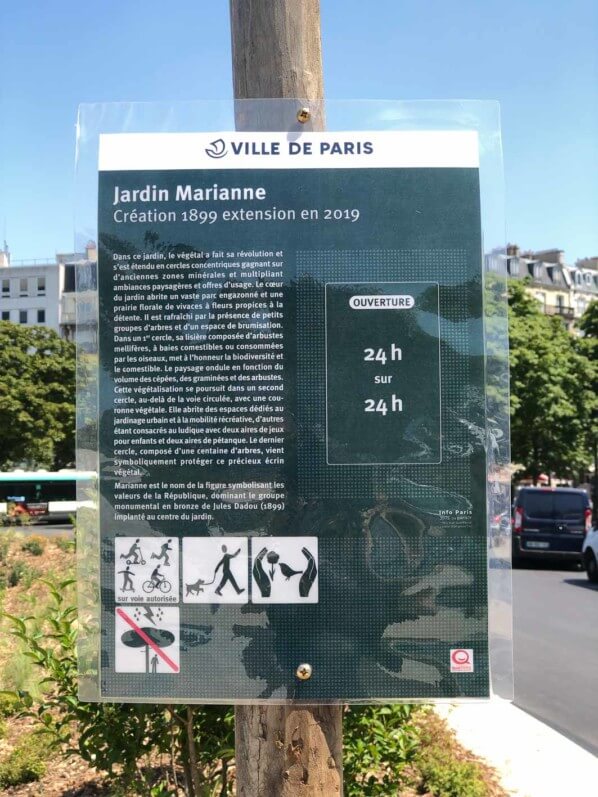 VILLE DE PARIS
Jardin Marianne
Création 1899 extension en 2019
Dans ce jardin, le végétal a fait sa révolution et
s'est étendu en cercles concentriques gagnant sur
d'anciennes zones minérales et multipliant
ambiances paysagères et offres d'usage. Le cœur
du jardin abrite un vaste parc engazonné et une
prairie florale de vivaces à fleurs propices à la
détente. Il est rafraîchi par la présence de petits
groupes d'arbres et d'un espace de brumisation.
Dans un 1er cercle, sa lisière composée d'arbustes
mellifères, à baies comestibles ou consommées
par les oiseaux, met à l'honneur la biodiversité et
le comestible. Le paysage ondule en fonction du
volume des cépées, des graminées et des arbustes.
Cette végétalisation se poursuit dans un second
cercle, au-delà de la voie circulée, avec une cou-
ronne végétale. Elle abrite des espaces dédiés au
jardinage urbain et à la mobilité récréative, d'autres
étant consacrés au ludique avec deux aires de jeux
pour enfants et deux aires de pétanque. Le dernier
cercle, composé d'une centaine d'arbres, vient
symboliquement protéger ce précieux écrin
végétal.
Marianne est le nom de la figure symbolisant les
valeurs de la République, dominant le groupe
monumental en bronze de Jules Dadou (1899)
implanté au centre du jardin.
OUVERTURE
24 h
sur
24 h
Info Paris
sur voie autorisée